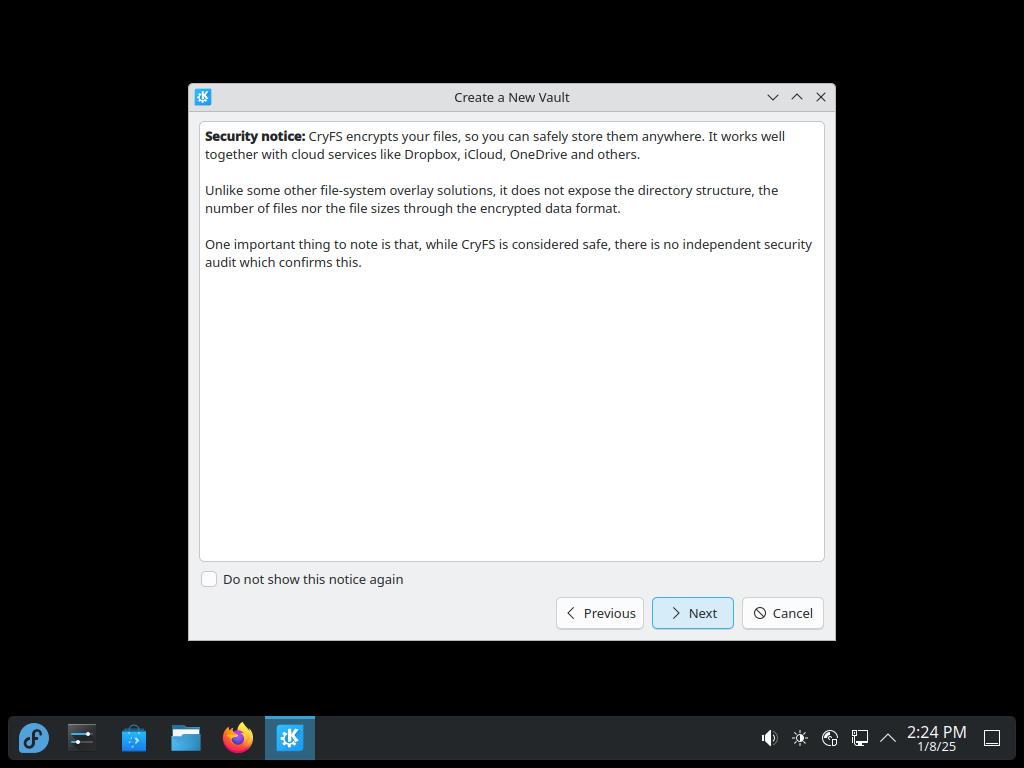 Create a New Vault
Security notice: CryFS encrypts your files, so you can safely store them anywhere. It works well
together with cloud services like Dropbox, iCloud, OneDrive and others.
Unlike some other file-system overlay solutions, it does not expose the directory structure, the
number of files nor the file sizes through the encrypted data format.
One important thing to note is that, while CryFS is considered safe, there is no independent security
audit which confirms this.
Do not show this notice again
Previous
Next
Cancel
2:24 PM
1/8/25